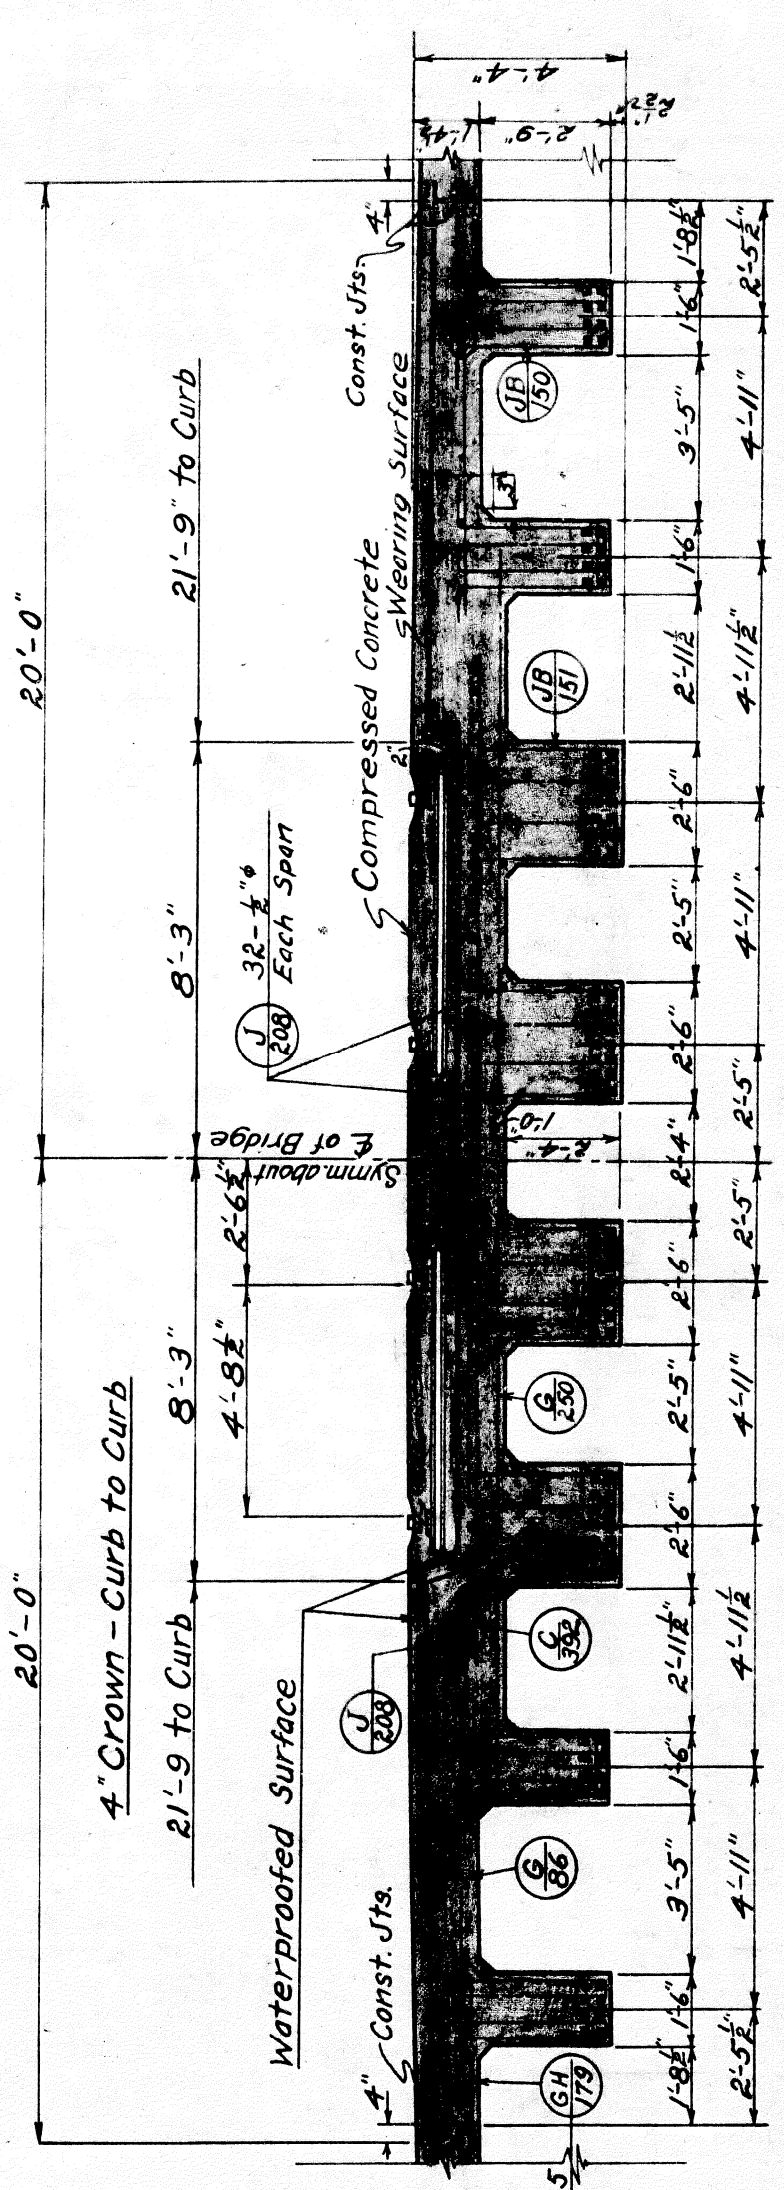 20'-0"
20'-0"
4" Crown - Curb to Curb
21'-9 to Curb
8'-3"
8'-3"
21'-9" to Curb
4'-8½"
2'-6½"
Symm. about
℄ of Bridge
J
208
32-½"φ
Each Span
Waterproofed Surface
J
208
Compressed Concrete
Wearing Surface
Const. Jts.
4"
Const. Jts.
4"
2"
4'-4"
1'-4½
2'-9"
2½"
5
GH
179
G
86
C
392
G
250
1'-0"
2'-4"
JB
151
3"
JB
150
1'-8½"
1'-6"
3'-5"
1'-6"
2'-11½"
2'-6"
2'-5"
2'-6"
2'-4"
2'-6"
2'-5"
2'-6"
2'-11½
1'-6"
3'-5"
1'-6"
1'-8½"
2'-5½"
4'-11"
4'-11½
4'-11"
2'-5"
2'-5"
4'-11"
4'-11½"
4'-11"
2'-5½"